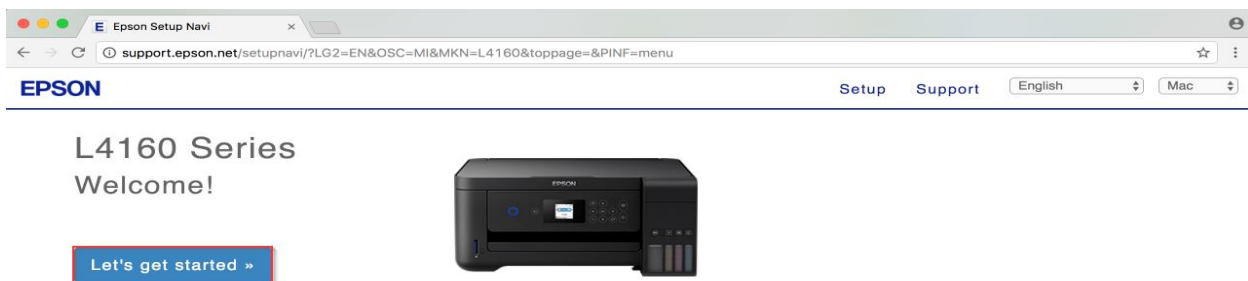 E Epson Setup Navi
support.epson.net/setupnavi/?LG2=EN&OSC=MI&MKN=L4160&toppage=&PINF=menu
EPSON Setup Support English Mac
L4160 Series
Welcome!
EPSON
Let's get started »